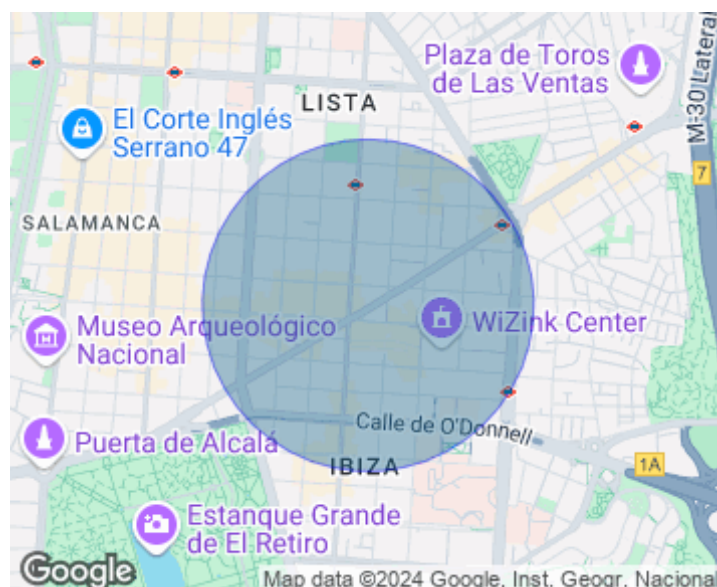 Plaza de Toros
de Las Ventas
M-30 Lateral
LISTA
El Corte Inglés
Serrano 47
7
SALAMANCA
Museo Arqueológico
Nacional
WiZink Center
Puerta de Alcalá
Calle de O'Donnell
IBIZA
1A
Estanque Grande
de El Retiro
Google
Map data ©2024 Google, Inst. Geogr. Nacional